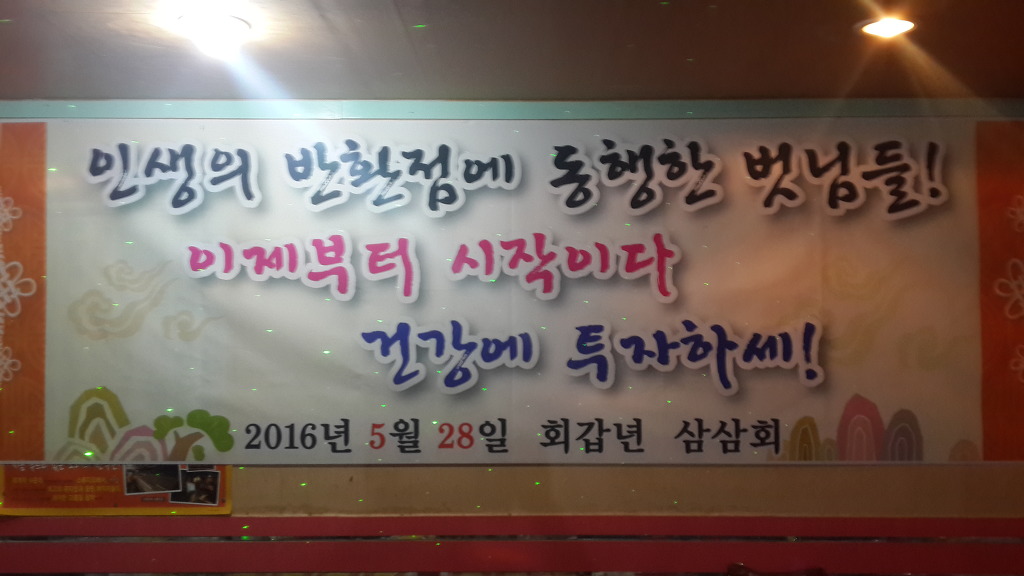 인생의 반환점에 동행한 벗님들!
이제부터 시작이다
건강에 투자하세!
2016년 5월 28일 회갑년 삼삼회